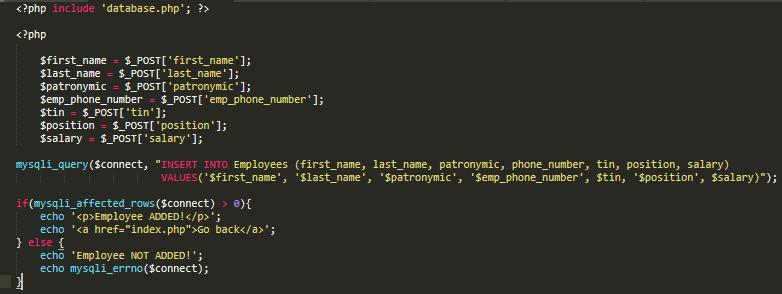 <?php include 'database.php'; ?>
<?php
$first_name = $_POST['first_name'];
$last_name = $_POST['last_name'];
$patronymic = $_POST['patronymic'];
$emp_phone_number = $_POST['emp_phone_number'];
$tin = $_POST['tin'];
$position = $_POST['position'];
$salary = $_POST['salary'];
mysqli_query($connect, "INSERT INTO Employees (first_name, last_name, patronymic, phone_number, tin, position, salary)
VALUES('$first_name', '$last_name', '$patronymic', '$emp_phone_number', $tin, '$position', $salary)");
if(mysqli_affected_rows($connect) > 0){
echo '<p>Employee ADDED!</p>';
echo '<a href="index.php">Go back</a>';
} else {
echo 'Employee NOT ADDED!';
echo mysqli_errno($connect);
}